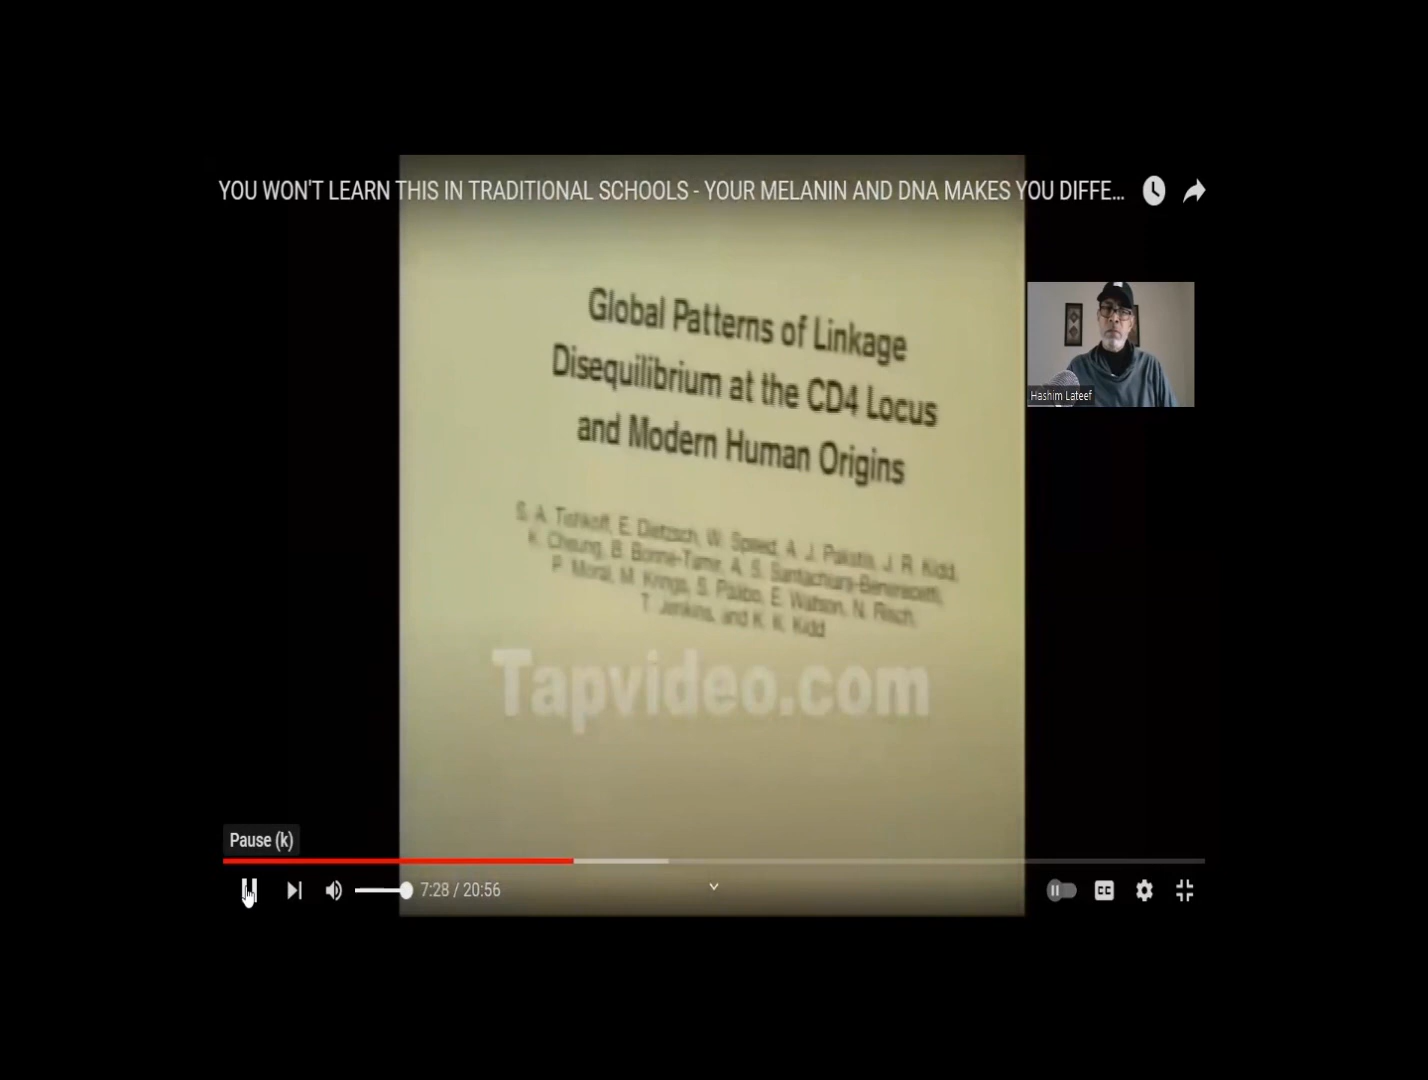 YOU WON'T LEARN THIS IN TRADITIONAL SCHOOLS - YOUR MELANIN AND DNA MAKES YOU DIFFE...
Global Patterns of Linkage
Disequilibrium at the CD4 Locus
and Modern Human Origins
Hashim Lateef
S. A. Tishkoff, E. Dietzsch, W. Speed, A. J. Pakstis, J. R. Kidd,
K. Cheung, B. Bonne-Tamir, A. S. Santachiara-Benerecetti,
P. Moral, M. Krings, S. Paabo, E. Watson, N. Risch,
T. Jenkins, and K. K. Kidd
Tapvideo.com
Pause (k)
7:28 / 20:56
CC